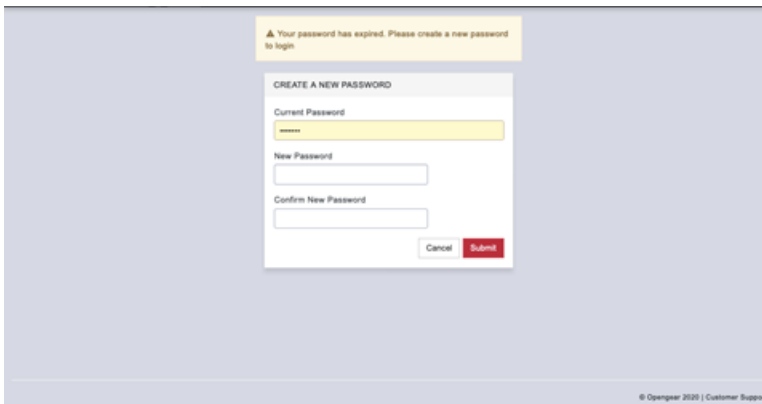 Your password has expired. Please create a new password
to login
CREATE A NEW PASSWORD
Current Password
•••••••
New Password
Confirm New Password
Cancel
Submit
© Opengear 2020 | Customer Suppo